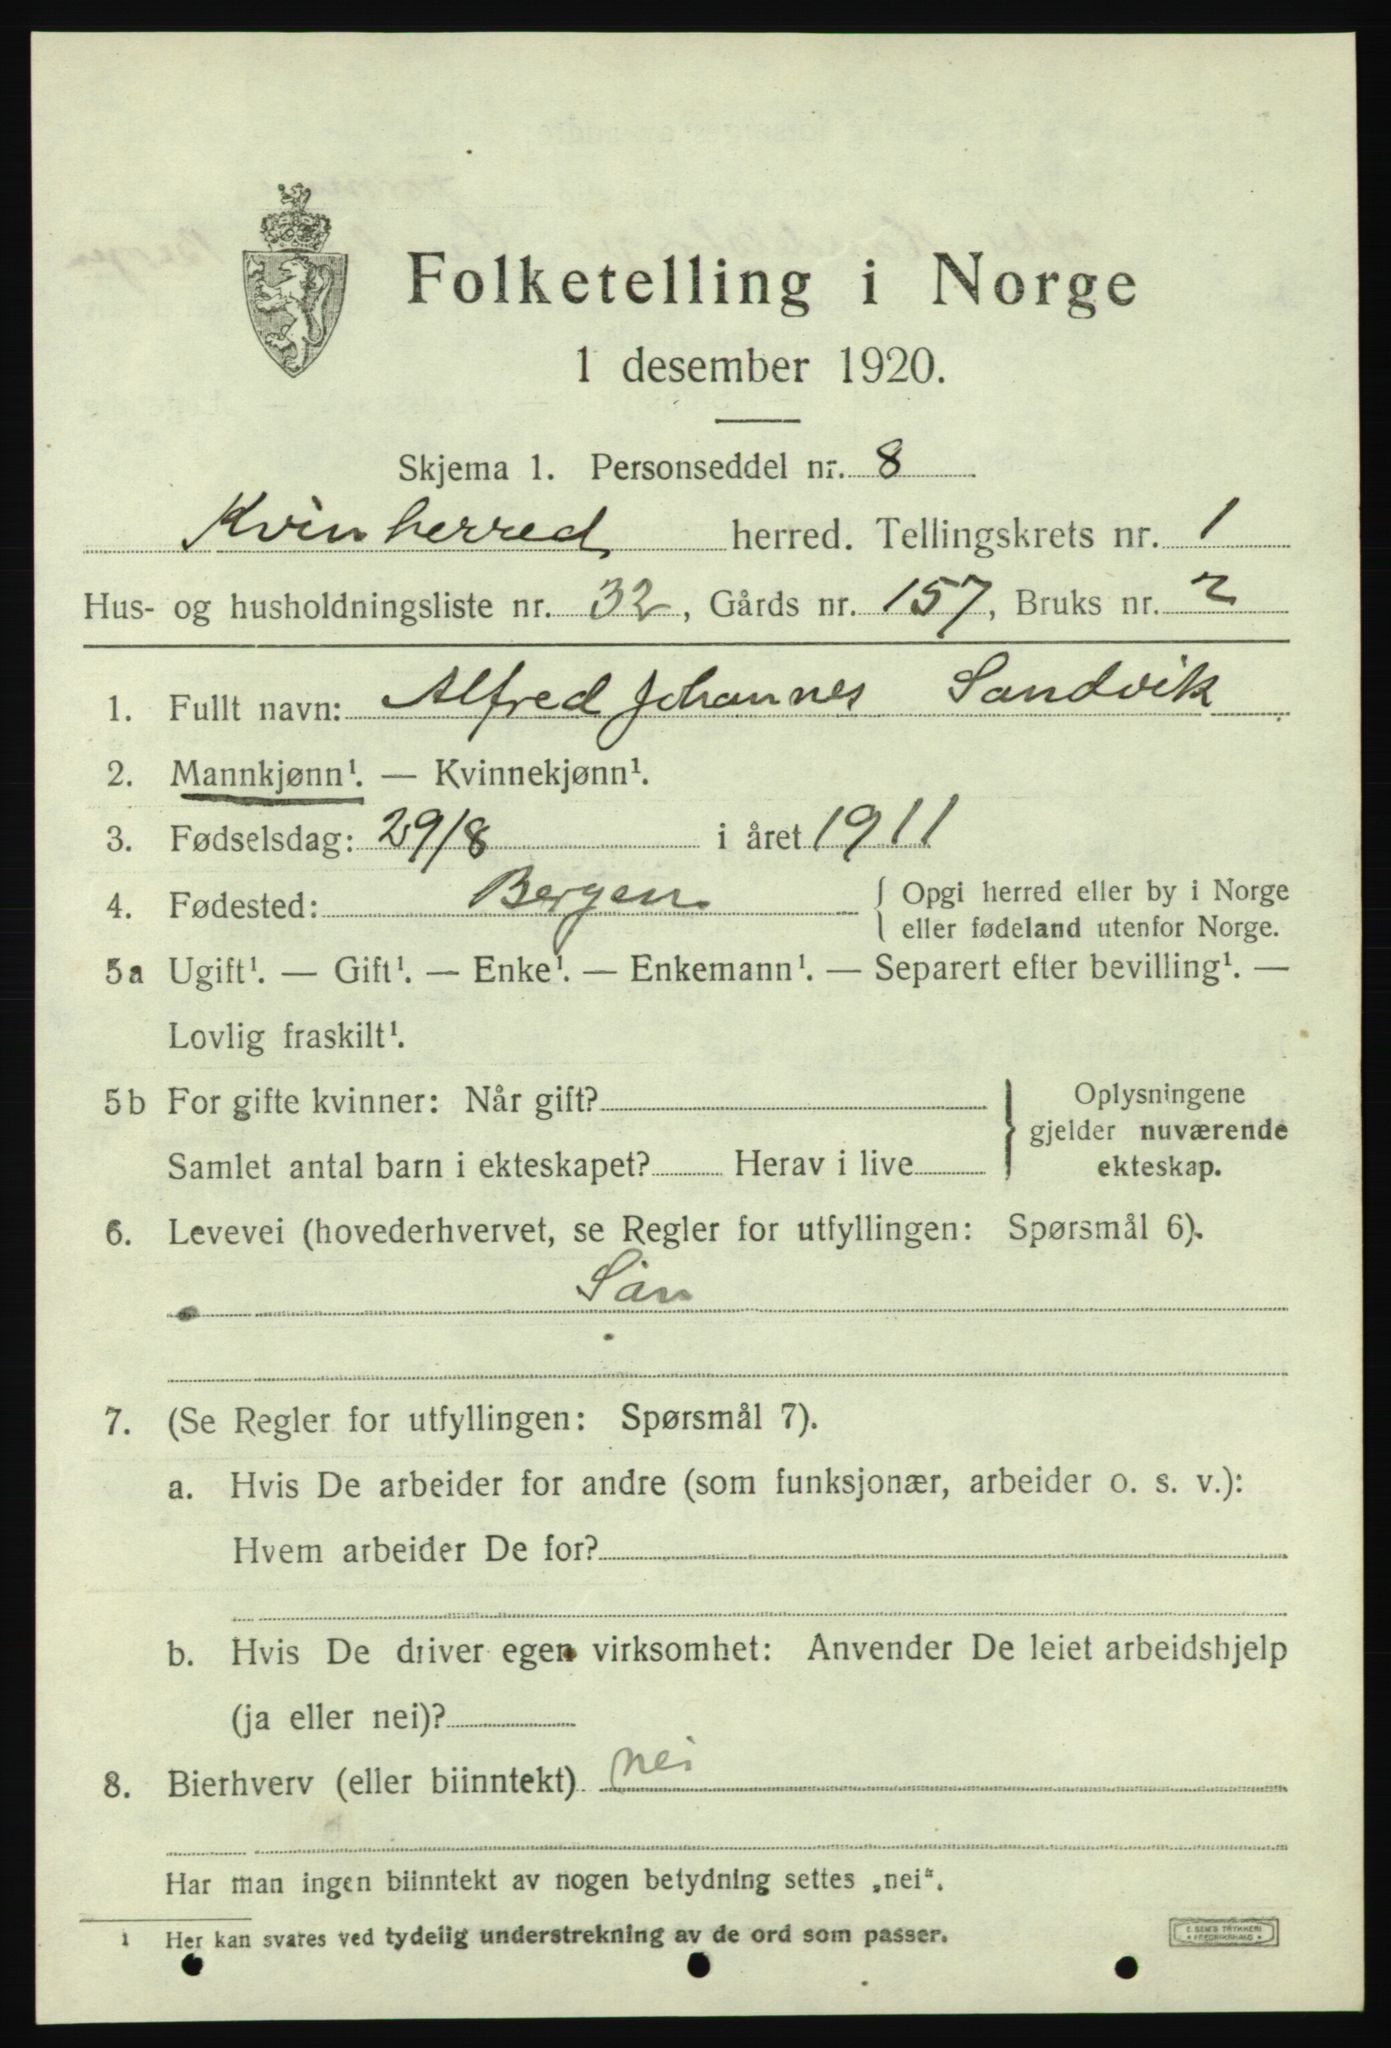 Folketelling i Norge
1 desember 1920.
Skjema 1. Personseddel nr. 8
Kvinherred herred. Tellingskrets nr. 1
Hus- og husholdningsliste nr. 32, Gårds nr. 157, Bruks nr. 2
1. Fullt navn: Alfred Johannes Sandvik
2. Mannkjønn¹. — Kvinnekjønn¹.
3. Fødselsdag: 29/8 i året 1911
4. Fødested: Bergen { Opgi herred eller by i Norge
eller fødeland utenfor Norge.
5a Ugift¹. — Gift¹. — Enke¹. — Enkemann¹. — Separert efter bevilling¹. —
Lovlig fraskilt¹.
5b For gifte kvinner: Når gift? } Oplysningene
gjelder nuværende
Samlet antal barn i ekteskapet? Herav i live ekteskap.
6. Levevei (hovederhvervet, se Regler for utfyllingen: Spørsmål 6).
Sön
7. (Se Regler for utfyllingen: Spørsmål 7).
a. Hvis De arbeider for andre (som funksjonær, arbeider o. s. v.):
Hvem arbeider De for?
b. Hvis De driver egen virksomhet: Anvender De leiet arbeidshjelp
(ja eller nei)?
8. Bierhverv (eller biinntekt) nei
Har man ingen biinntekt av nogen betydning settes „nei“.
1 Her kan svares ved tydelig understrekning av de ord som passer.
E. SEM'S TRYKKERI
FREDRIKSHALD